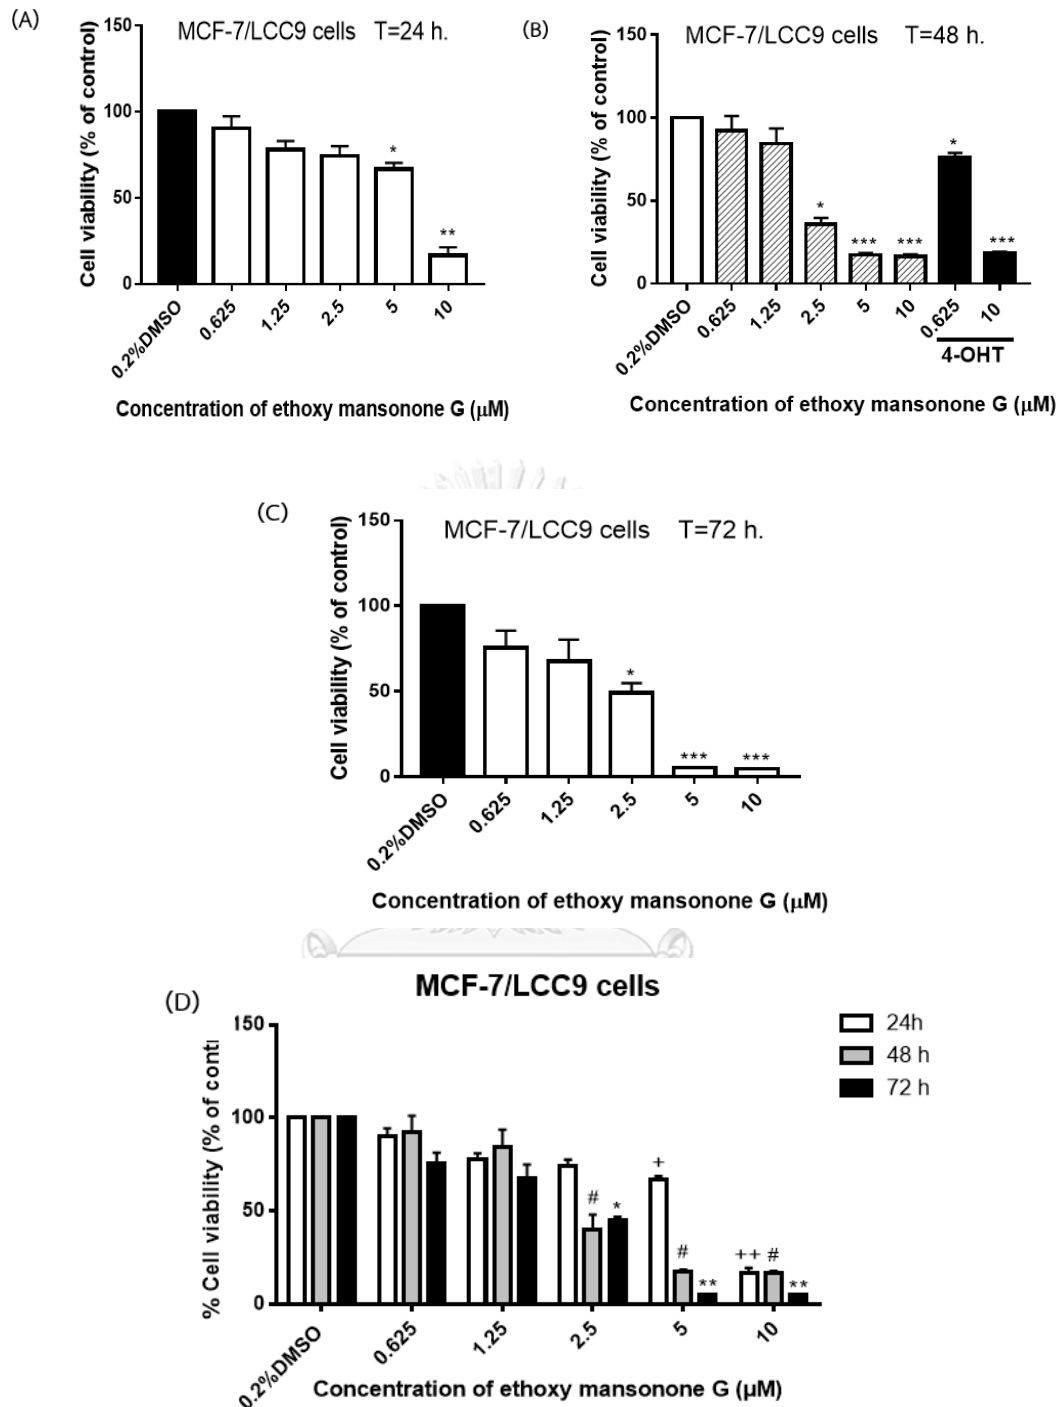 (A)
MCF-7/LCC9 cells T=24 h.
Cell viability (% of control)
150
100
50
0
* 
**
0.2%DMSO
0.625
1.25
2.5
5
10
Concentration of ethoxy mansonone G (μM)
(B)
MCF-7/LCC9 cells T=48 h.
Cell viability (% of control)
150
100
50
0
*
***
***
*
***
0.2%DMSO
0.625
1.25
2.5
5
10
0.625
10
4-OHT
Concentration of ethoxy mansonone G (μM)
(C)
MCF-7/LCC9 cells T=72 h.
Cell viability (% of control)
150
100
50
0
*
***
***
0.2%DMSO
0.625
1.25
2.5
5
10
Concentration of ethoxy mansonone G (μM)
MCF-7/LCC9 cells
(D)
24h
48 h
72 h
% Cell viability (% of conti
150
100
50
0
# *
+ # **
++ # **
0.2%DMSO
0.625
1.25
2.5
5
10
Concentration of ethoxy mansonone G (μM)